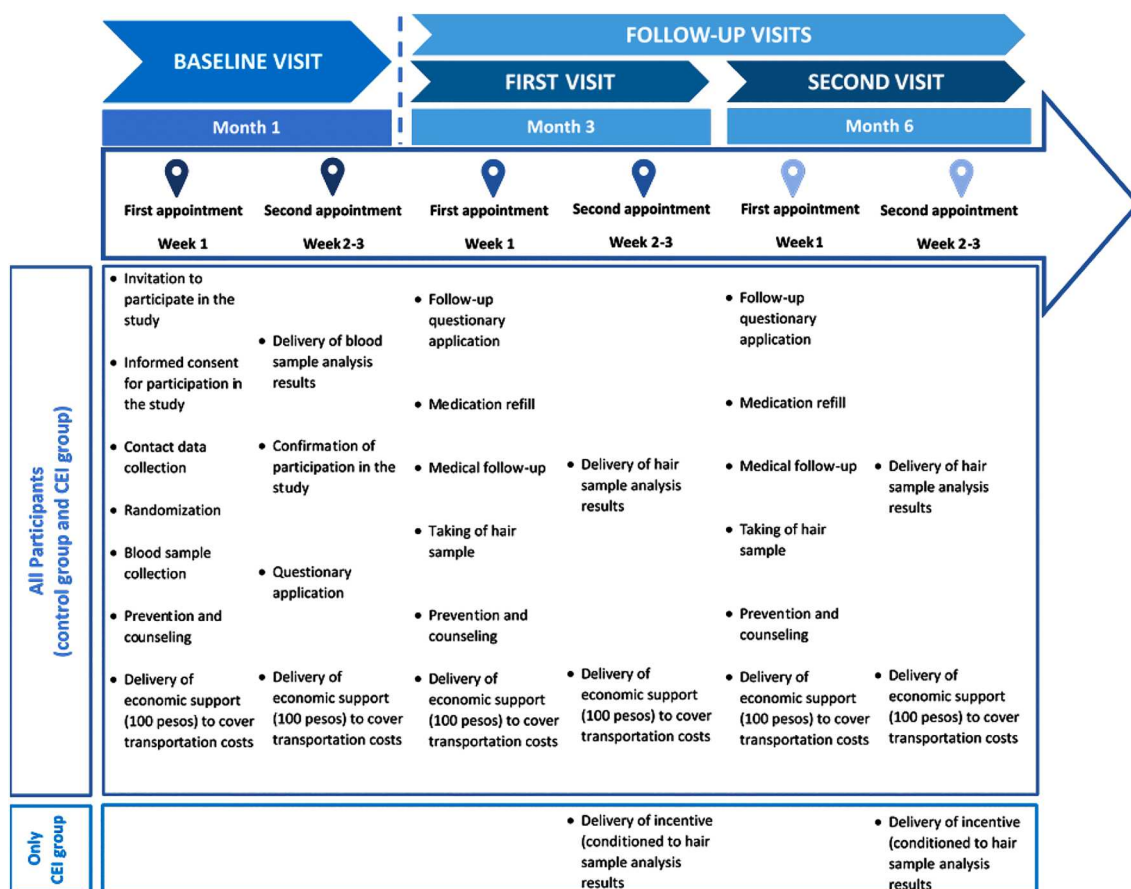 BASELINE VISIT
FOLLOW-UP VISITS
FIRST VISIT
SECOND VISIT
Month 1
Month 3
Month 6
First appointment
Week 1
Second appointment
Week 2-3
First appointment
Week 1
Second appointment
Week 2-3
First appointment
Week 1
Second appointment
Week 2-3
All Participants
(control group and CEI group)
• Invitation to
participate in the
study
• Informed consent
for participation in
the study
• Contact data
collection
• Randomization
• Blood sample
collection
• Prevention and
counseling
• Delivery of
economic support
(100 pesos) to cover
transportation costs
• Delivery of blood
sample analysis
results
• Confirmation of
participation in the
study
• Questionary
application
• Delivery of
economic support
(100 pesos) to cover
transportation costs
• Follow-up
questionary
application
• Medication refill
• Medical follow-up
• Taking of hair
sample
• Prevention and
counseling
• Delivery of
economic support
(100 pesos) to cover
transportation costs
• Delivery of hair
sample analysis
results
• Delivery of
economic support
(100 pesos) to cover
transportation costs
• Follow-up
questionary
application
• Medication refill
• Medical follow-up
• Taking of hair
sample
• Prevention and
counseling
• Delivery of
economic support
(100 pesos) to cover
transportation costs
• Delivery of hair
sample analysis
results
• Delivery of
economic support
(100 pesos) to cover
transportation costs
Only
CEI group
• Delivery of incentive
(conditioned to hair
sample analysis
results
• Delivery of incentive
(conditioned to hair
sample analysis
results